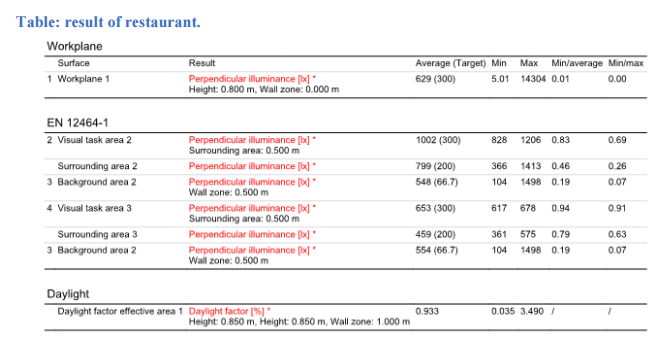 Table: result of restaurant.
Workplane
Surface Result Average (Target) Min Max Min/average Min/max
1 Workplane 1 Perpendicular illuminance [lx] * 629 (300) 5.01 14304 0.01 0.00
Height: 0.800 m, Wall zone: 0.000 m
EN 12464-1
2 Visual task area 2 Perpendicular illuminance [lx] * 1002 (300) 828 1206 0.83 0.69
Surrounding area: 0.500 m
Surrounding area 2 Perpendicular illuminance [lx] * 799 (200) 366 1413 0.46 0.26
3 Background area 2 Perpendicular illuminance [lx] * 548 (66.7) 104 1498 0.19 0.07
Wall zone: 0.500 m
4 Visual task area 3 Perpendicular illuminance [lx] * 653 (300) 617 678 0.94 0.91
Surrounding area: 0.500 m
Surrounding area 3 Perpendicular illuminance [lx] * 459 (200) 361 575 0.79 0.63
3 Background area 2 Perpendicular illuminance [lx] * 554 (66.7) 104 1498 0.19 0.07
Wall zone: 0.500 m
Daylight
Daylight factor effective area 1 Daylight factor [%] * 0.933 0.035 3.490 / /
Height: 0.850 m, Height: 0.850 m, Wall zone: 1.000 m